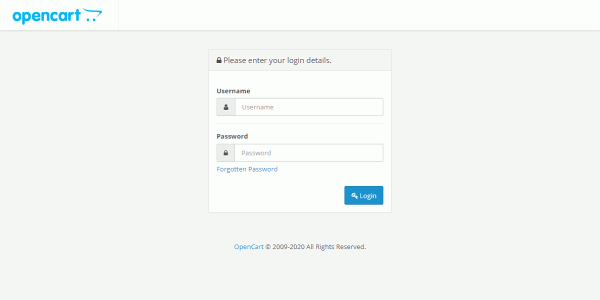 opencart
Please enter your login details.
Username
Username
Password
Password
Forgotten Password
Login
OpenCart © 2009-2020 All Rights Reserved.